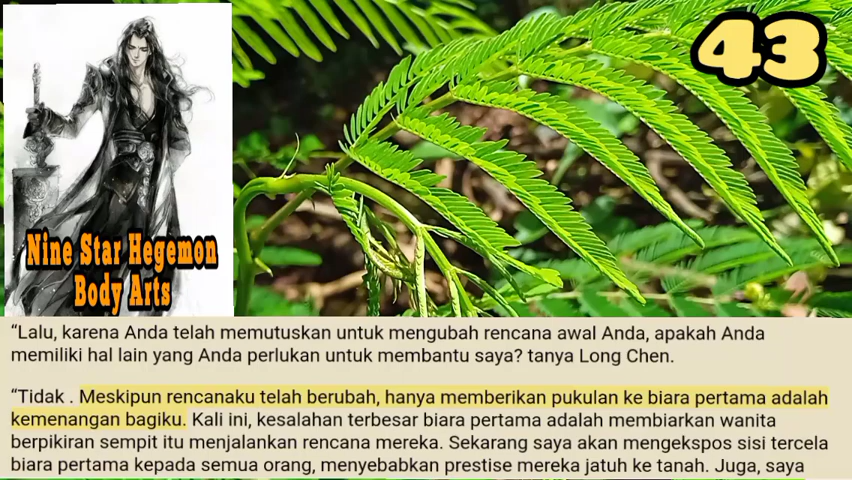 43
Nine Star Hegemon
Body Arts
“Lalu, karena Anda telah memutuskan untuk mengubah rencana awal Anda, apakah Anda
memiliki hal lain yang Anda perlukan untuk membantu saya? tanya Long Chen.
“Tidak . Meskipun rencanaku telah berubah, hanya memberikan pukulan ke biara pertama adalah
kemenangan bagiku. Kali ini, kesalahan terbesar biara pertama adalah membiarkan wanita
berpikiran sempit itu menjalankan rencana mereka. Sekarang saya akan mengekspos sisi tercela
biara pertama kepada semua orang, menyebabkan prestise mereka jatuh ke tanah. Juga, saya